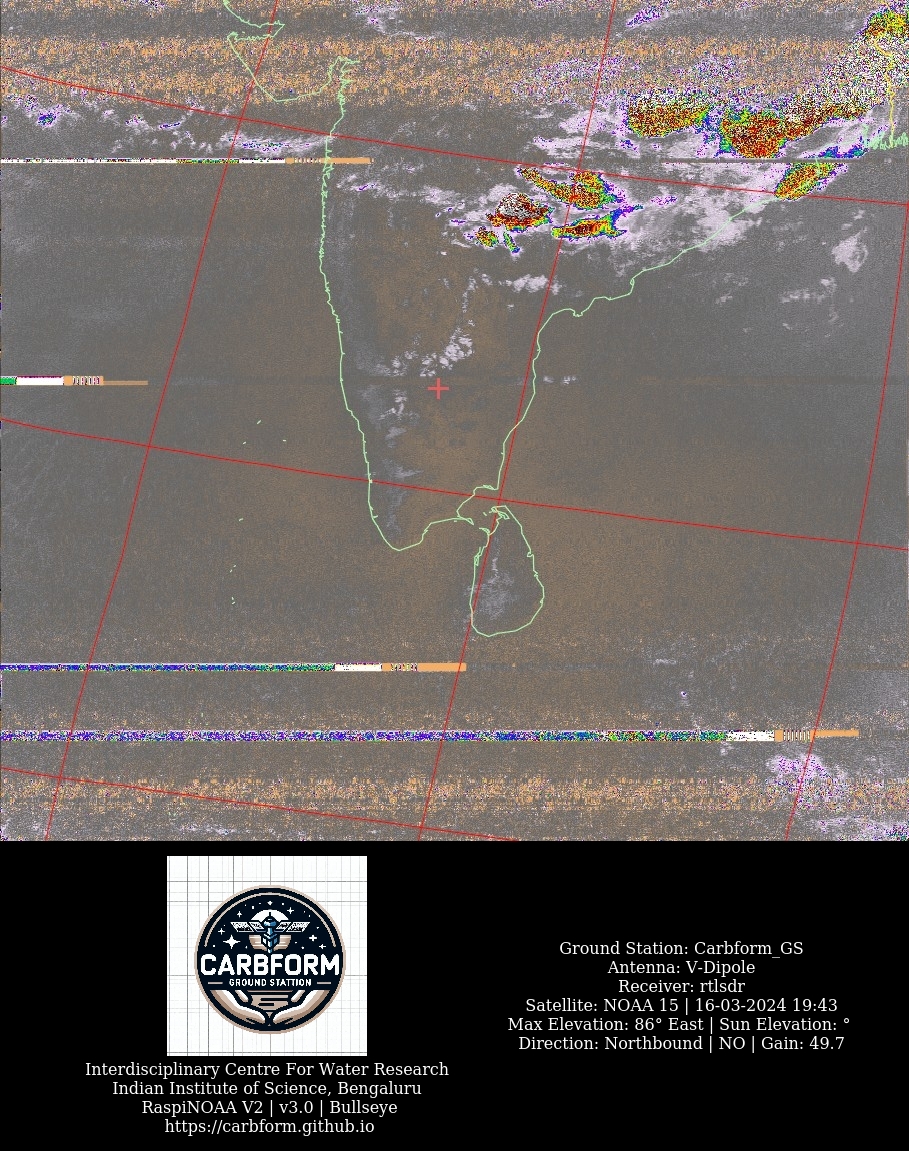 CARBFORM
GROUND STATTION
Interdisciplinary Centre For Water Research
Indian Institute of Science, Bengaluru
RaspiNOAA V2 | v3.0 | Bullseye
https://carbform.github.io
Ground Station: Carbform_GS
Antenna: V-Dipole
Receiver: rtlsdr
Satellite: NOAA 15 | 16-03-2024 19:43
Max Elevation: 86° East | Sun Elevation: °
Direction: Northbound | NO | Gain: 49.7